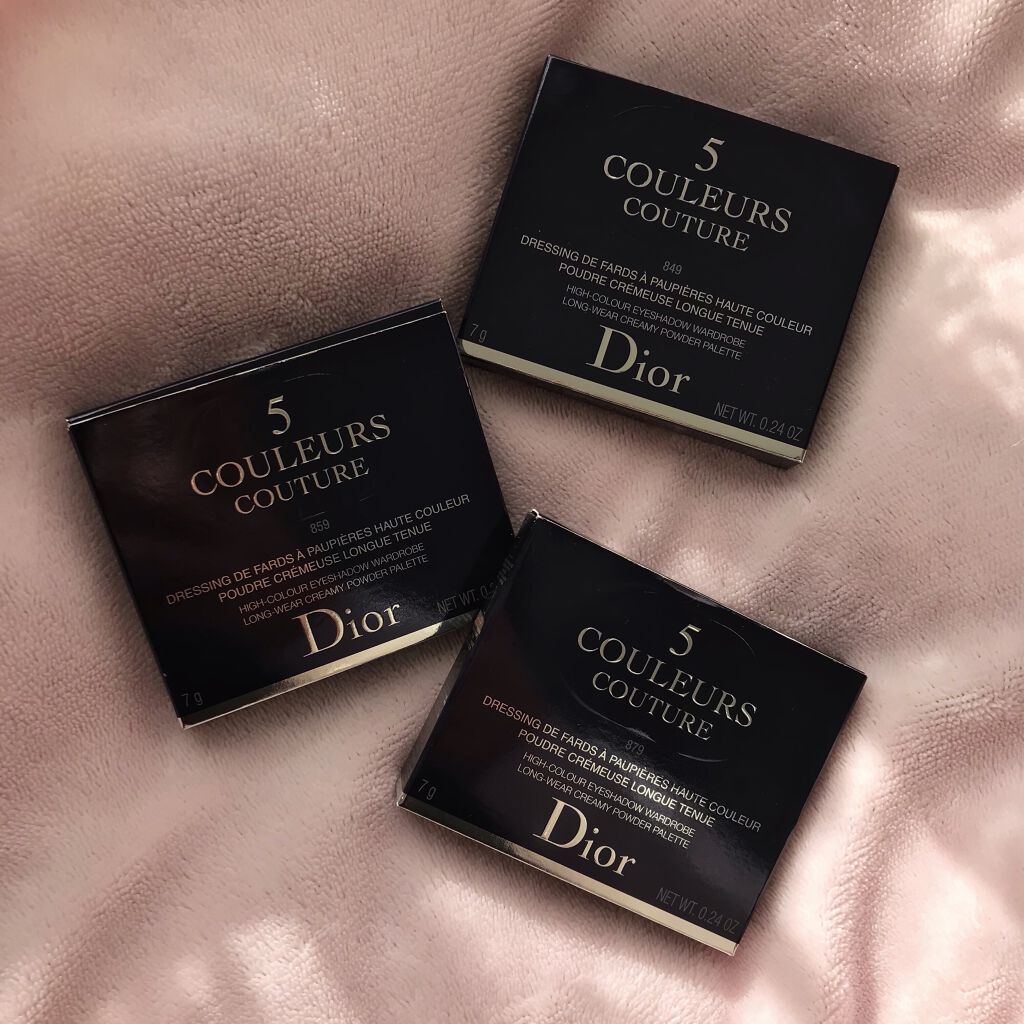 5
COULEURS
COUTURE
849
DRESSING DE FARDS À PAUPIÈRES HAUTE COULEUR
POUDRE CRÉMEUSE LONGUE TENUE
HIGH-COLOUR EYESHADOW WARDROBE
LONG-WEAR CREAMY POWDER PALETTE
7 g
Dior
NET WT. 0.24 OZ
5
COULEURS
COUTURE
859
DRESSING DE FARDS À PAUPIÈRES HAUTE COULEUR
POUDRE CRÉMEUSE LONGUE TENUE
HIGH-COLOUR EYESHADOW WARDROBE
LONG-WEAR CREAMY POWDER PALETTE
Dior
NET WT.
7 g
5
COULEURS
COUTURE
879
DRESSING DE FARDS À PAUPIÈRES HAUTE COULEUR
POUDRE CRÉMEUSE LONGUE TENUE
HIGH-COLOUR EYESHADOW WARDROBE
LONG-WEAR CREAMY POWDER PALETTE
7 g
Dior
NET WT. 0.24 OZ